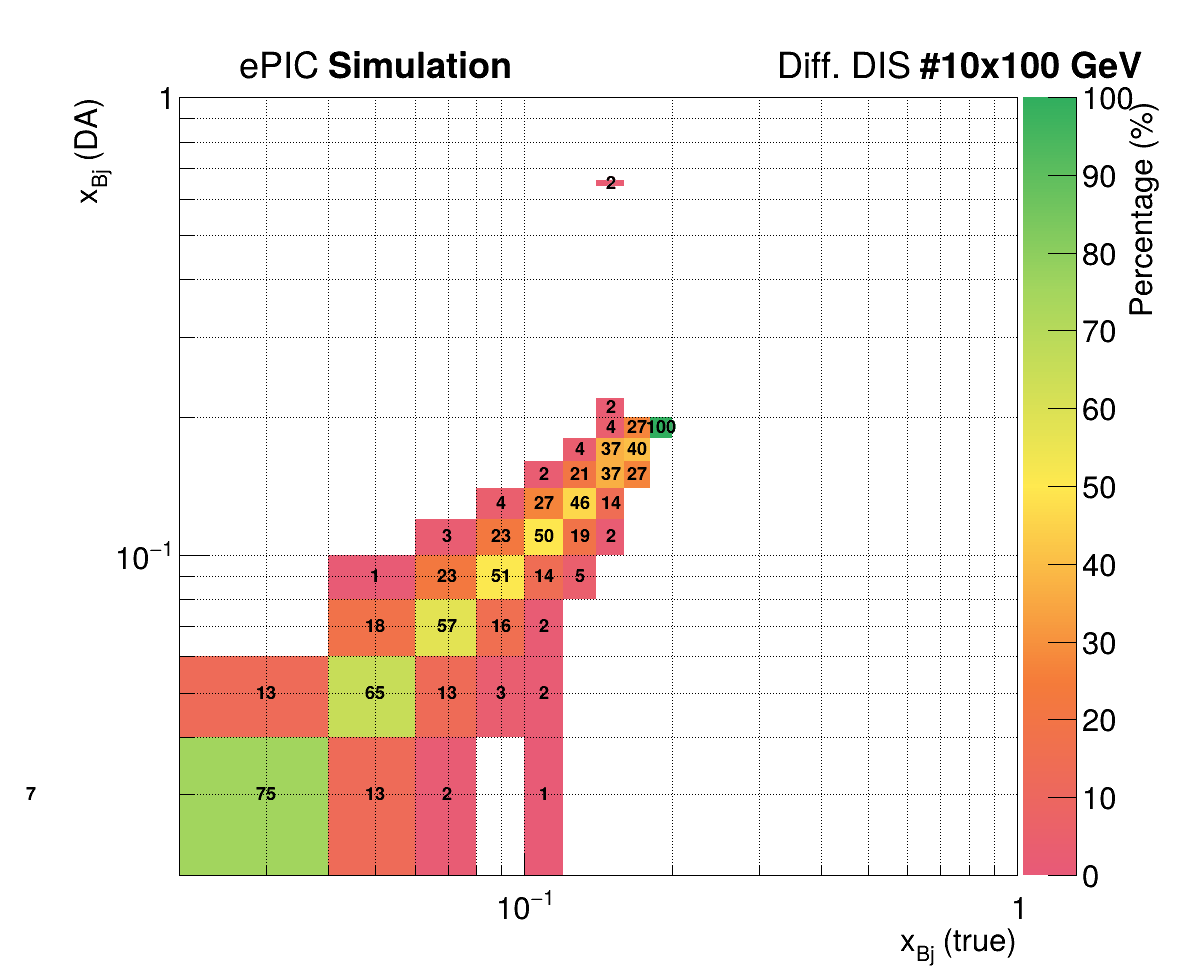 ePIC Simulation Diff. DIS #10x100 GeV
x_Bj (DA)
Percentage (%)
1 100
90
80
70
60
50
40
30
20
10
0
2
2
4 27 100
4 37 40
2 21 37 27
4 27 46 14
3 23 50 19 2
10⁻¹
1 23 51 14 5
18 57 16 2
13 65 13 3 2
7 75 13 2 1
10⁻¹ 1
x_Bj (true)